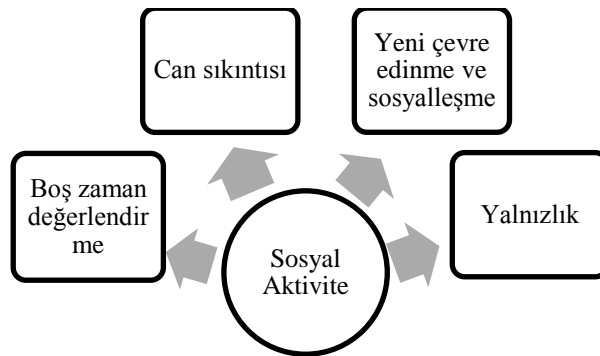 Can sıkıntısı
Yeni çevre
edinme ve
sosyalleşme
Boş zaman
değerlendir
me
Yalnızlık
Sosyal
Aktivite